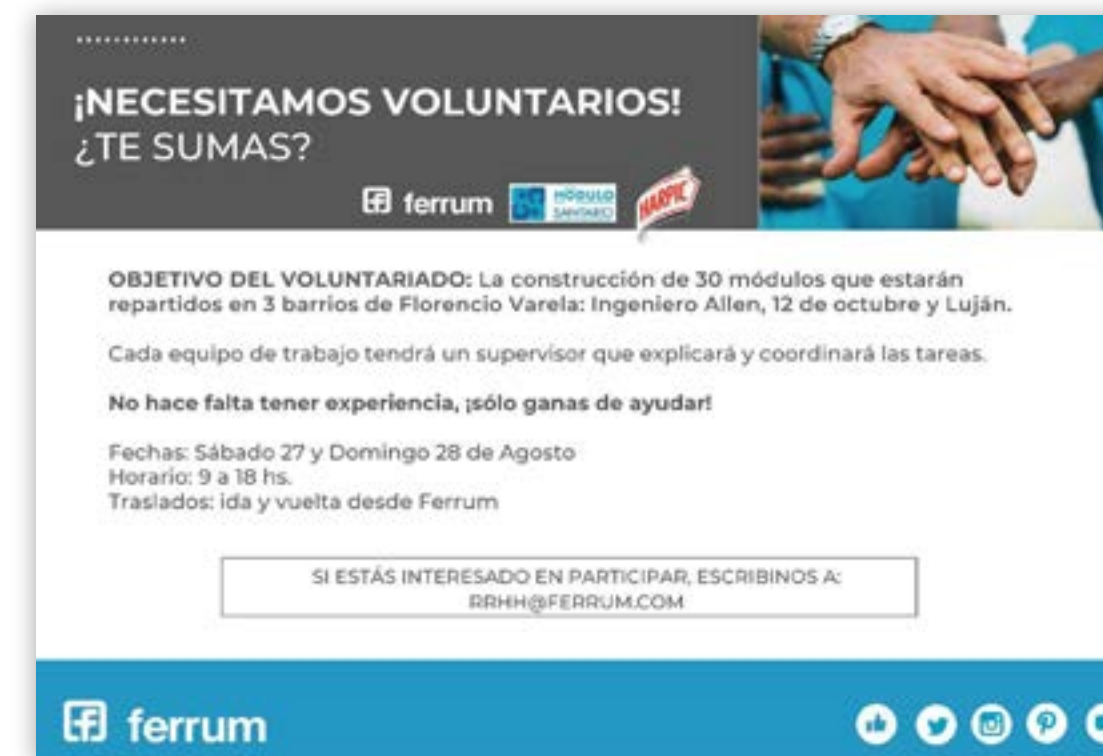 ¡NECESITAMOS VOLUNTARIOS!
¿TE SUMAS?
ferrum
MÓDULO
SANITARIO
HARPIC
OBJETIVO DEL VOLUNTARIADO: La construcción de 30 módulos que estarán
repartidos en 3 barrios de Florencio Varela: Ingeniero Allen, 12 de octubre y Luján.
Cada equipo de trabajo tendrá un supervisor que explicará y coordinará las tareas.
No hace falta tener experiencia, ¡sólo ganas de ayudar!
Fechas: Sábado 27 y Domingo 28 de Agosto
Horario: 9 a 18 hs.
Traslados: ida y vuelta desde Ferrum
SI ESTÁS INTERESADO EN PARTICIPAR, ESCRIBINOS A:
RRHH@FERRUM.COM
ferrum